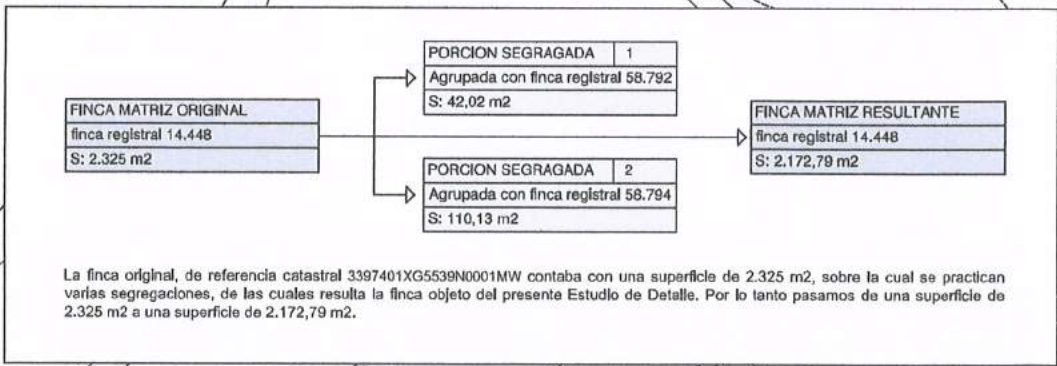 PORCION SEGRAGADA 1
Agrupada con finca registral 58.792
S: 42,02 m2
FINCA MATRIZ ORIGINAL
finca registral 14.448
S: 2.325 m2
FINCA MATRIZ RESULTANTE
finca registral 14.448
S: 2.172,79 m2
PORCION SEGRAGADA 2
Agrupada con finca registral 58.794
S: 110,13 m2
La finca original, de referencia catastral 3397401XG5539N0001MW contaba con una superficie de 2.325 m2, sobre la cual se practican
varias segregaciones, de las cuales resulta la finca objeto del presente Estudio de Detalle. Por lo tanto pasamos de una superficie de
2.325 m2 a una superficie de 2.172,79 m2.